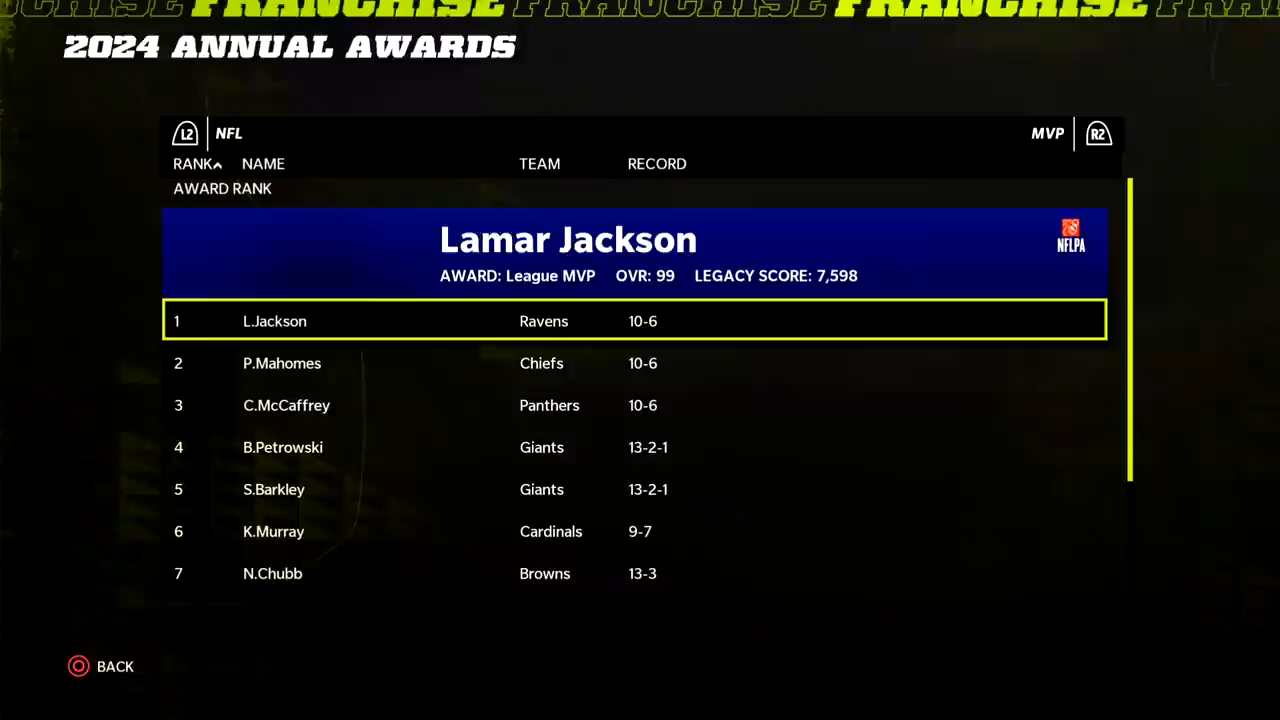 FRANCHISE FRANCHISE FRANCHISE FRANCHISE
2024 ANNUAL AWARDS
L2 NFL MVP R2
RANK NAME TEAM RECORD
AWARD RANK
Lamar Jackson
NFLPA
AWARD: League MVP OVR: 99 LEGACY SCORE: 7,598
1 L.Jackson Ravens 10-6
2 P.Mahomes Chiefs 10-6
3 C.McCaffrey Panthers 10-6
4 B.Petrowski Giants 13-2-1
5 S.Barkley Giants 13-2-1
6 K.Murray Cardinals 9-7
7 N.Chubb Browns 13-3
BACK